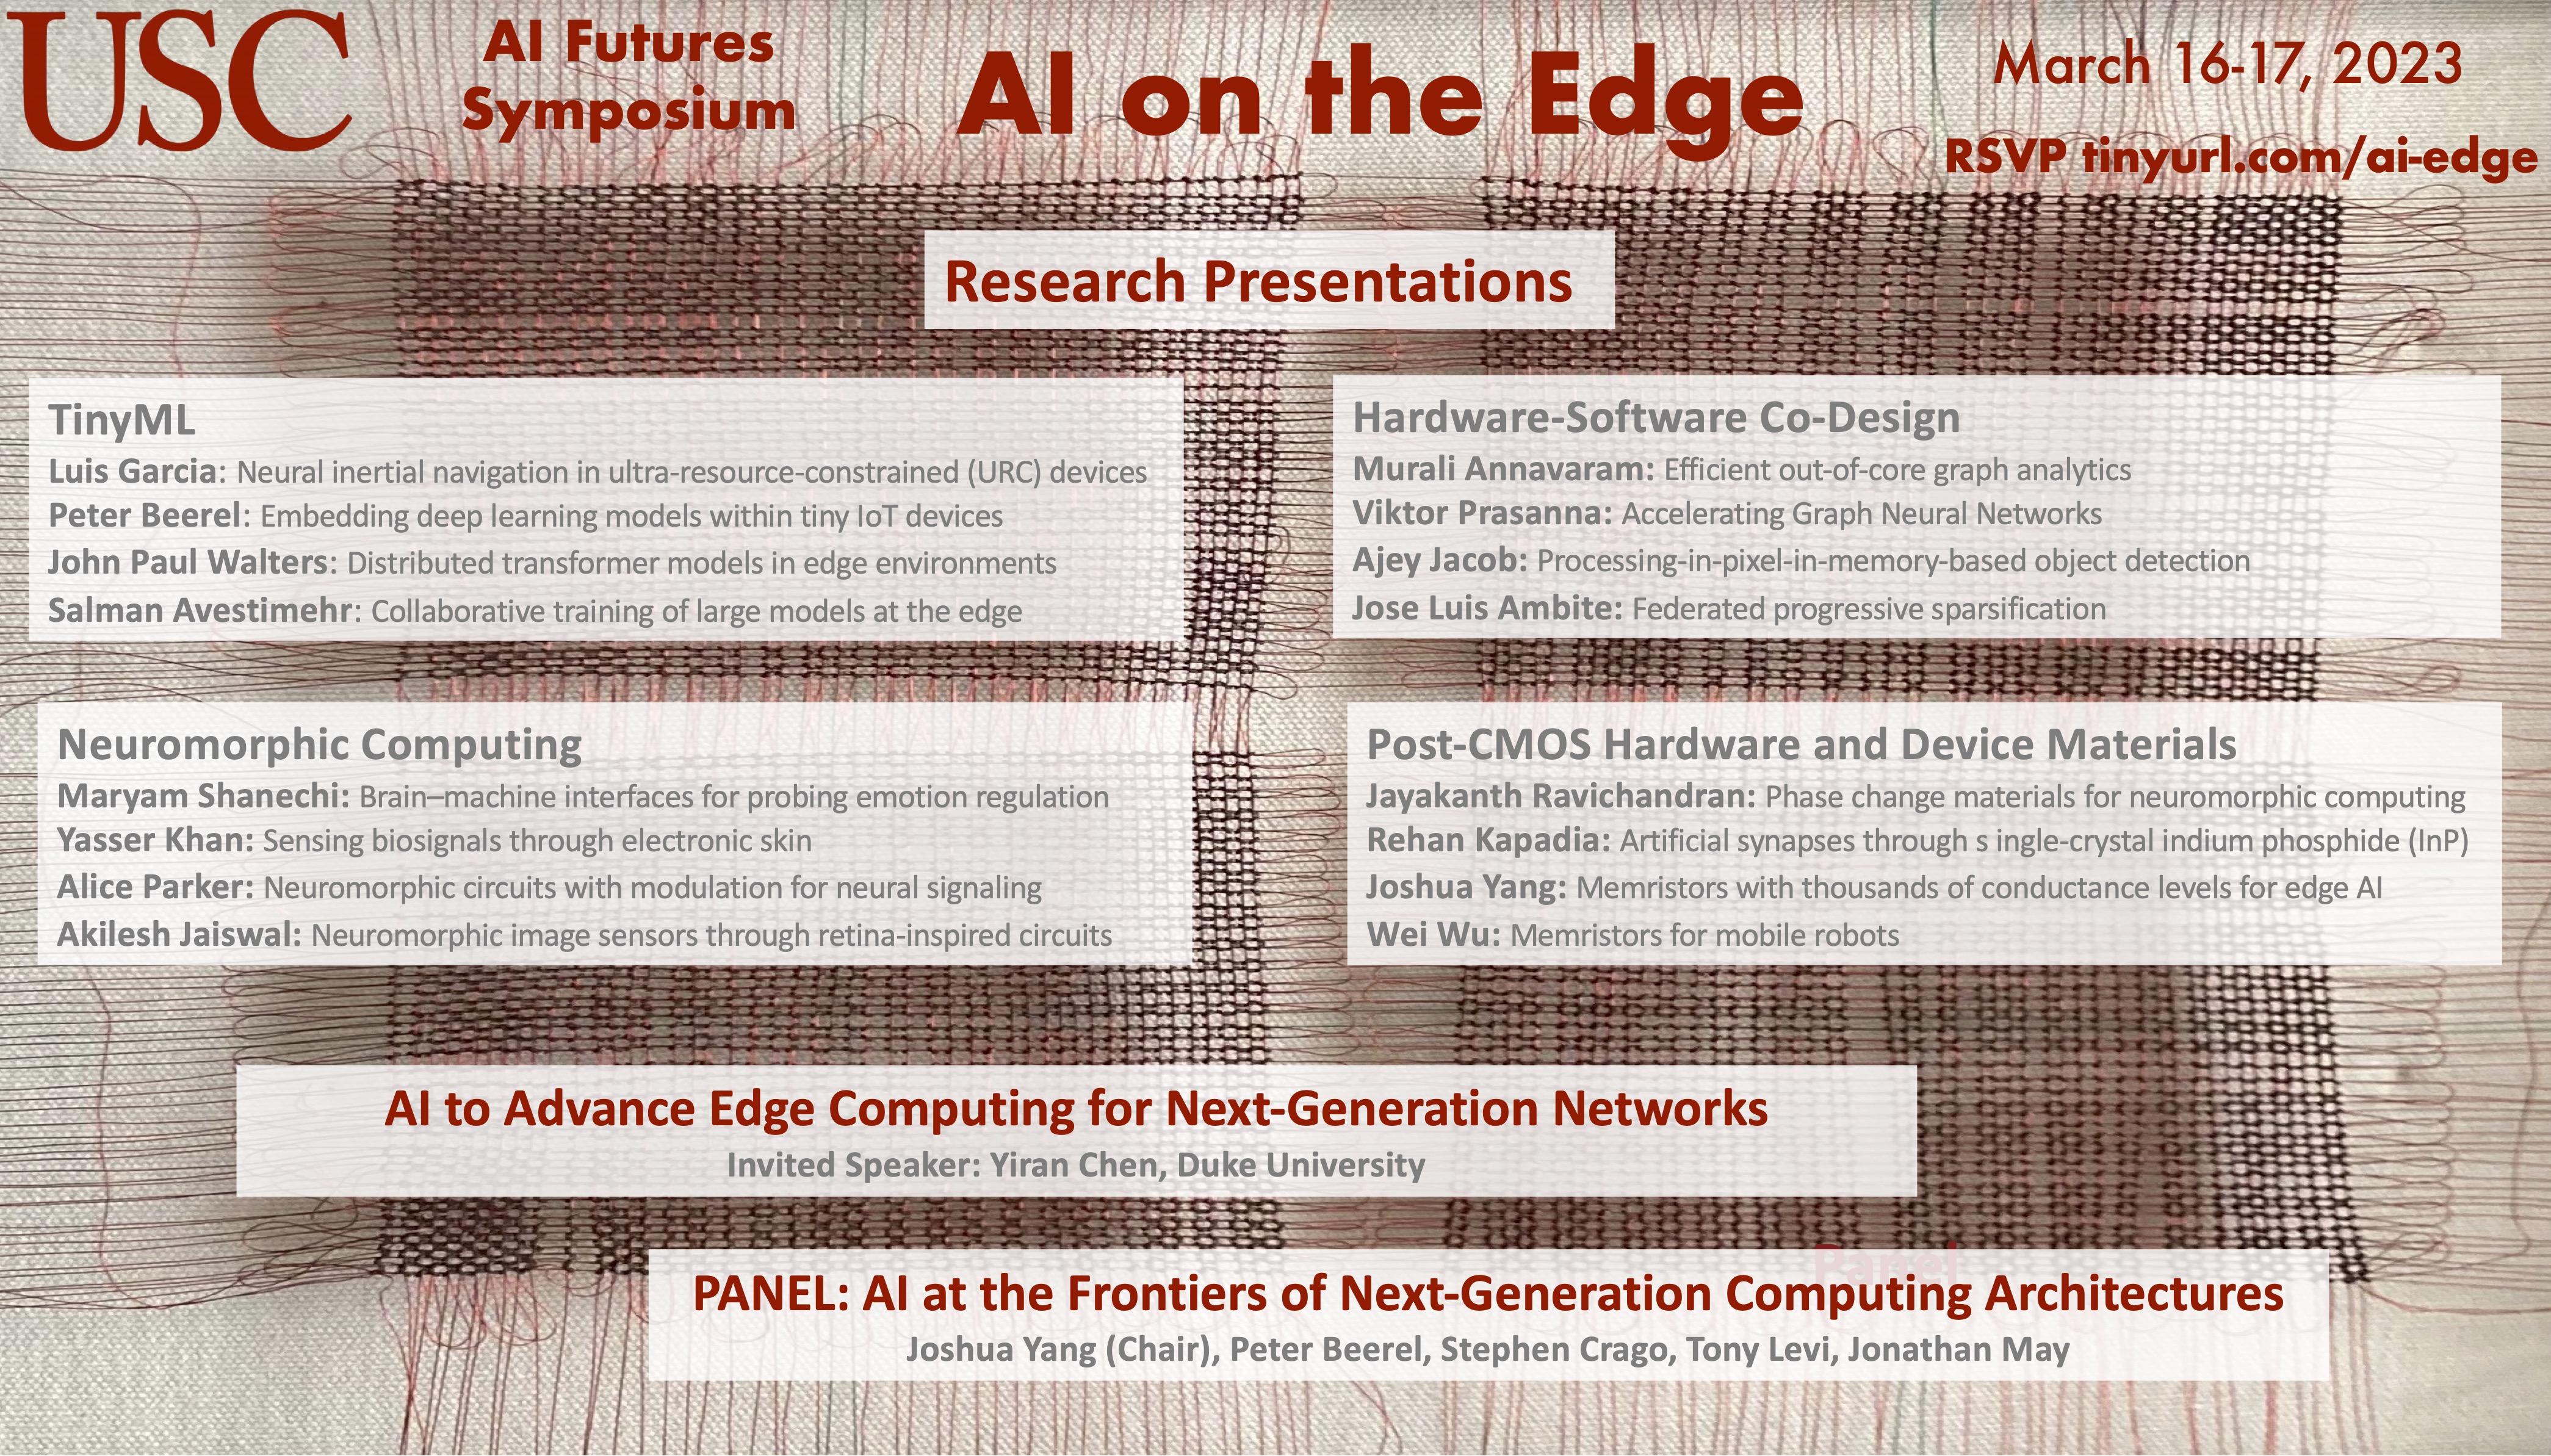 USC
AI Futures
Symposium
AI on the Edge
March 16-17, 2023
RSVP tinyurl.com/ai-edge
Research Presentations
TinyML
Luis Garcia: Neural inertial navigation in ultra-resource-constrained (URC) devices
Peter Beerel: Embedding deep learning models within tiny IoT devices
John Paul Walters: Distributed transformer models in edge environments
Salman Avestimehr: Collaborative training of large models at the edge
Hardware-Software Co-Design
Murali Annavaram: Efficient out-of-core graph analytics
Viktor Prasanna: Accelerating Graph Neural Networks
Ajey Jacob: Processing-in-pixel-in-memory-based object detection
Jose Luis Ambite: Federated progressive sparsification
Neuromorphic Computing
Maryam Shanechi: Brain–machine interfaces for probing emotion regulation
Yasser Khan: Sensing biosignals through electronic skin
Alice Parker: Neuromorphic circuits with modulation for neural signaling
Akilesh Jaiswal: Neuromorphic image sensors through retina-inspired circuits
Post-CMOS Hardware and Device Materials
Jayakanth Ravichandran: Phase change materials for neuromorphic computing
Rehan Kapadia: Artificial synapses through s ingle-crystal indium phosphide (InP)
Joshua Yang: Memristors with thousands of conductance levels for edge AI
Wei Wu: Memristors for mobile robots
AI to Advance Edge Computing for Next-Generation Networks
Invited Speaker: Yiran Chen, Duke University
Panel
PANEL: AI at the Frontiers of Next-Generation Computing Architectures
Joshua Yang (Chair), Peter Beerel, Stephen Crago, Tony Levi, Jonathan May